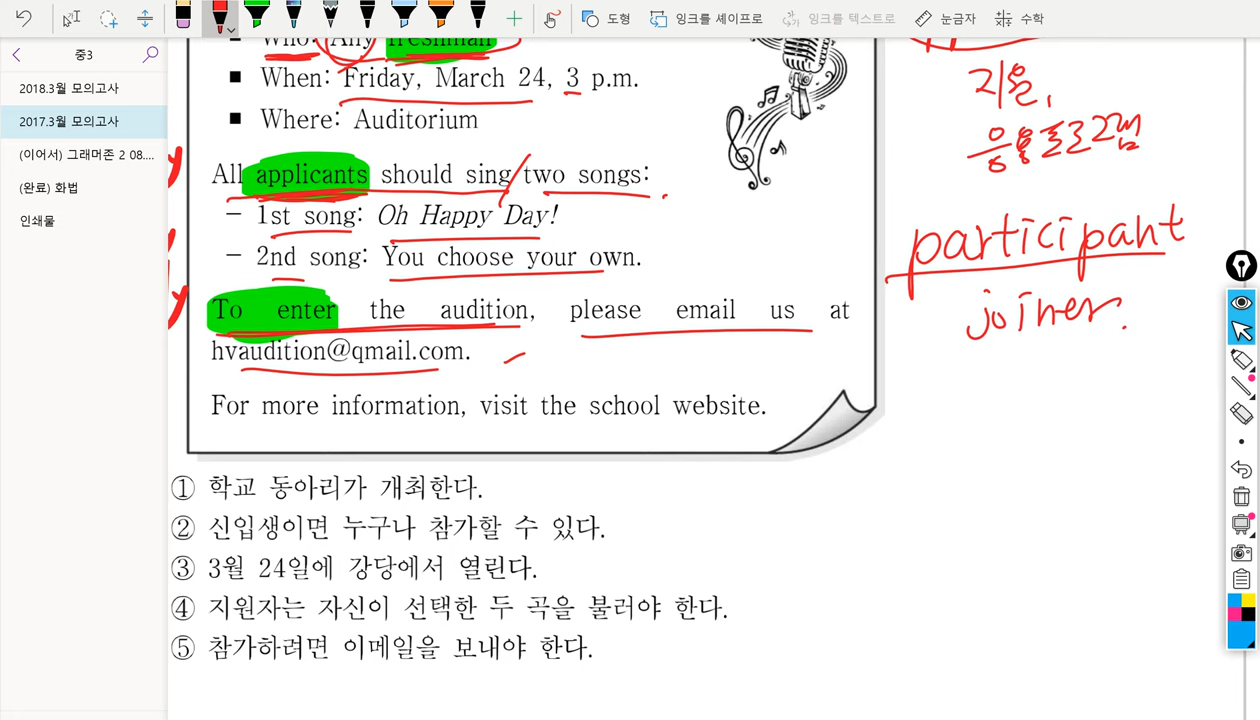 도형
잉크를 셰이프로
잉크를 텍스트로
눈금자
수학
중3
2018.3월 모의고사
2017.3월 모의고사
(이어서) 그래머존 2 08....
(완료) 화법
인쇄물
■ Who: Any freshman
■ When: Friday, March 24, 3 p.m.
■ Where: Auditorium
All applicants should sing two songs:
- 1st song: Oh Happy Day!
- 2nd song: You choose your own.
To enter the audition, please email us at
hvaudition@qmail.com.
For more information, visit the school website.
지원,
응용프로그램
participant
joiner.
① 학교 동아리가 개최한다.
② 신입생이면 누구나 참가할 수 있다.
③ 3월 24일에 강당에서 열린다.
④ 지원자는 자신이 선택한 두 곡을 불러야 한다.
⑤ 참가하려면 이메일을 보내야 한다.